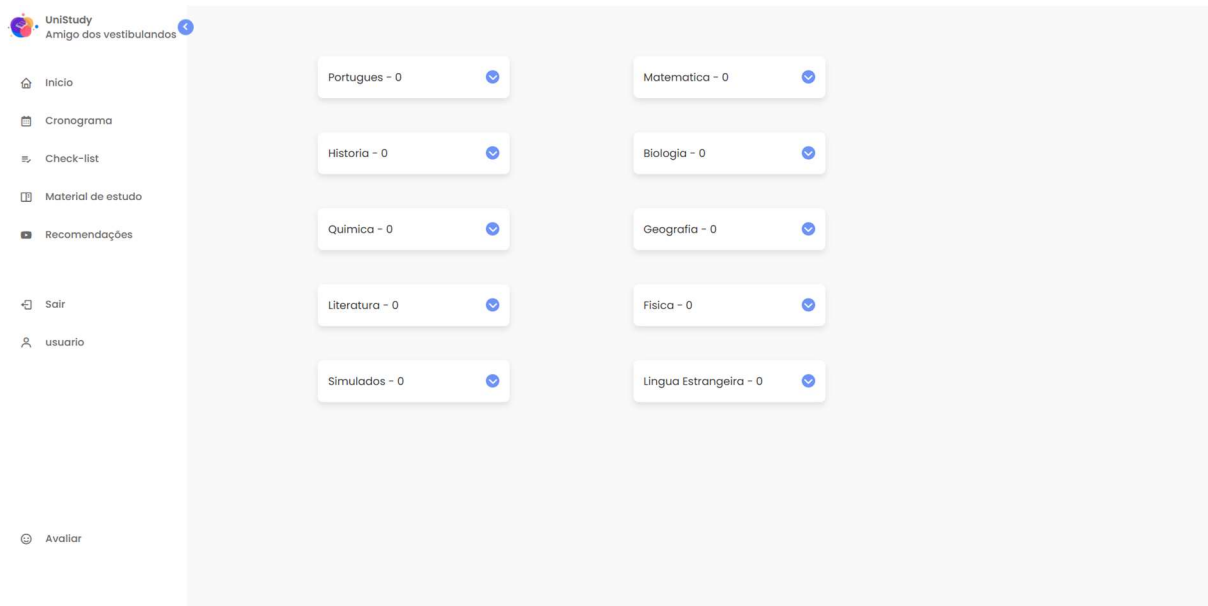 UniStudy
Amigo dos vestibulandos
Inicio
Cronograma
Check-list
Material de estudo
Recomendações
Sair
usuario
Avaliar
Portugues - 0
Matematica - 0
Historia - 0
Biologia - 0
Quimica - 0
Geografia - 0
Literatura - 0
Fisica - 0
Simulados - 0
Lingua Estrangeira - 0